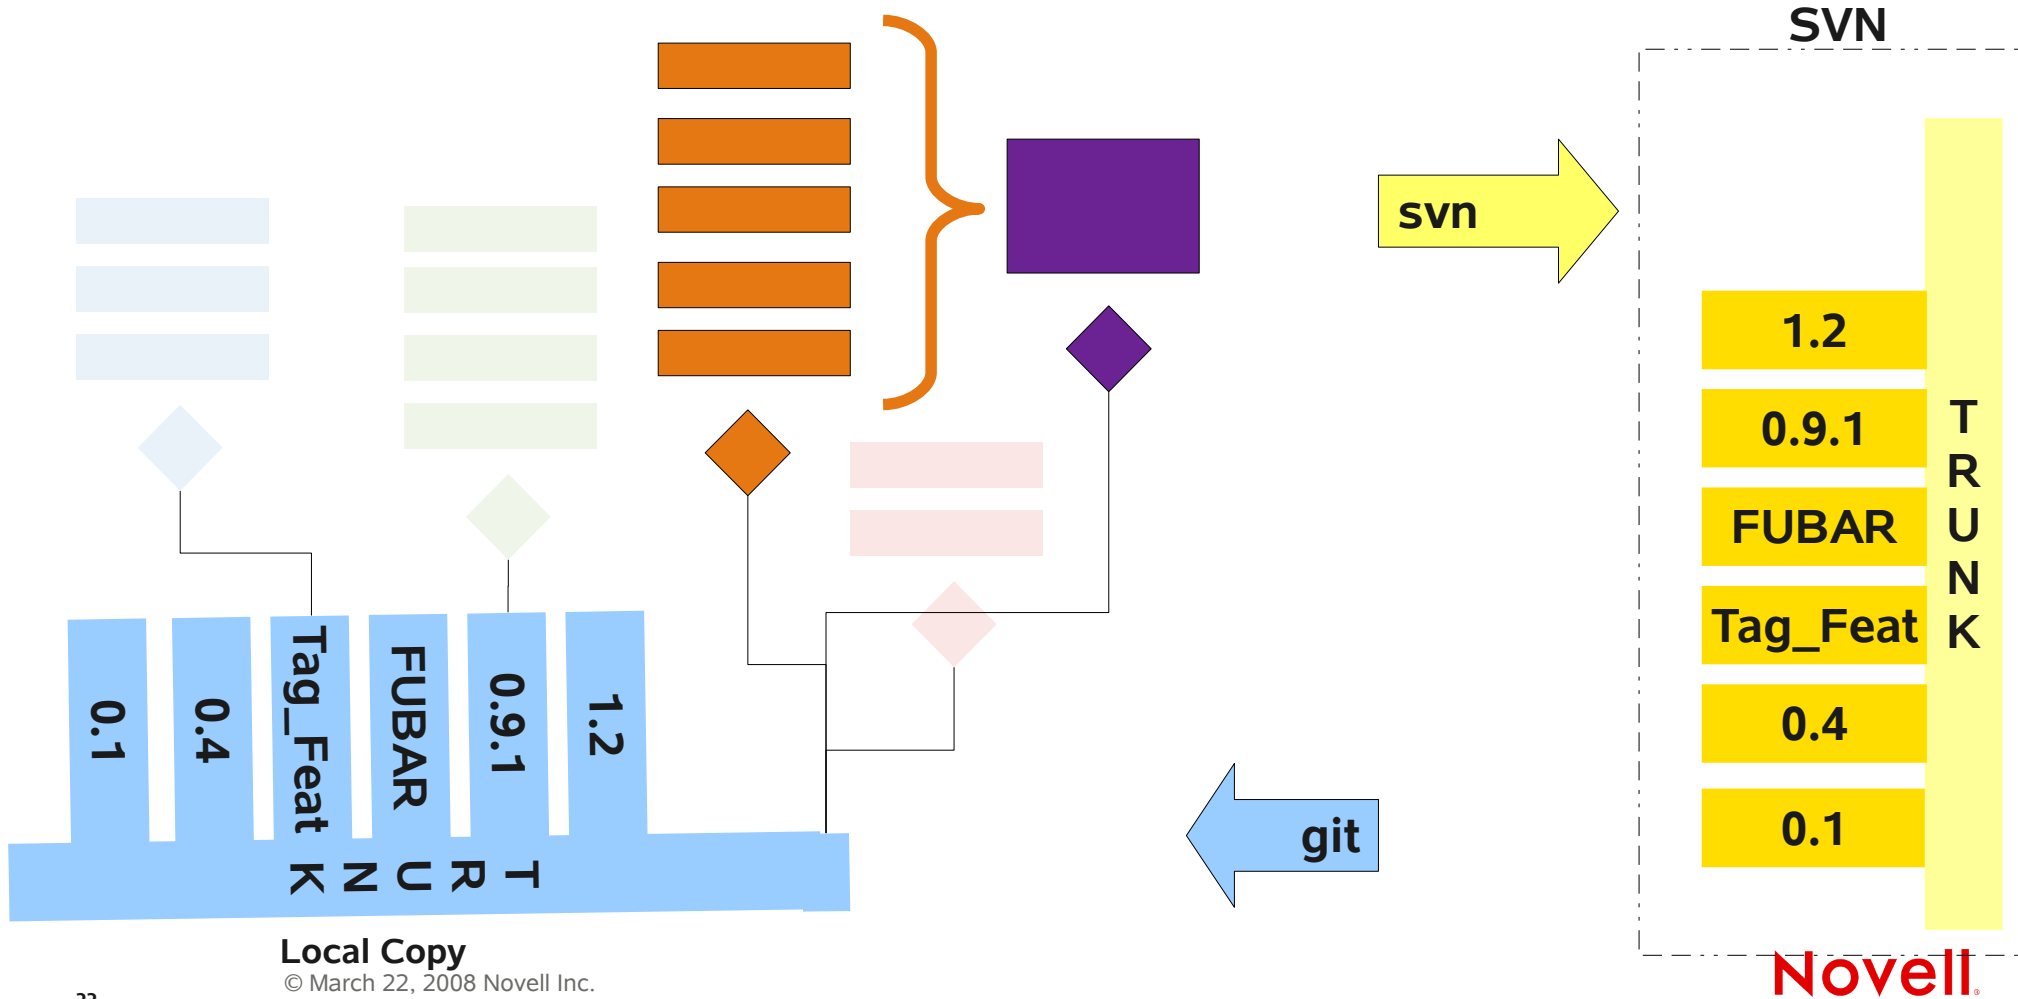 SVN
svn
1.2
0.9.1
FUBAR
Tag_Feat
0.4
0.1
TRUNK
0.1
0.4
Tag_Feat
FUBAR
0.9.1
1.2
TRUNK
git
Local Copy
© March 22, 2008 Novell Inc.
Novell®